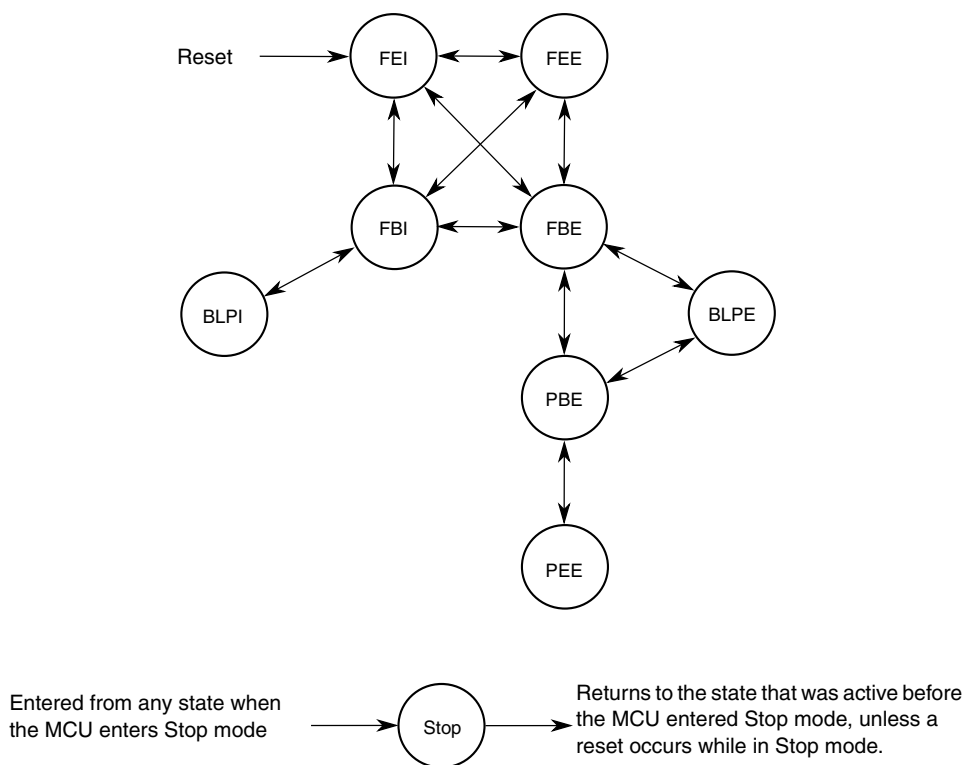 Reset
FEI
FEE
FBI
FBE
BLPI
BLPE
PBE
PEE
Entered from any state when
the MCU enters Stop mode
Stop
Returns to the state that was active before
the MCU entered Stop mode, unless a
reset occurs while in Stop mode.